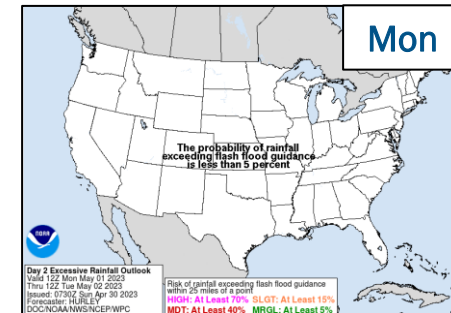 Mon
The probability of rainfall
exceeding flash flood guidance
is less than 5 percent
NOAA
Day 2 Excessive Rainfall Outlook
Valid 12Z Mon May 01 2023
Thru 12Z Tue May 02 2023
Issued: 0730Z Sun Apr 30 2023
Forecaster: HURLEY
DOC/NOAA/NWS/NCEP/WPC
Risk of rainfall exceeding flash flood guidance
within 25 miles of a point
HIGH: At Least 70% SLGT: At Least 15%
MDT: At Least 40% MRGL: At Least 5%